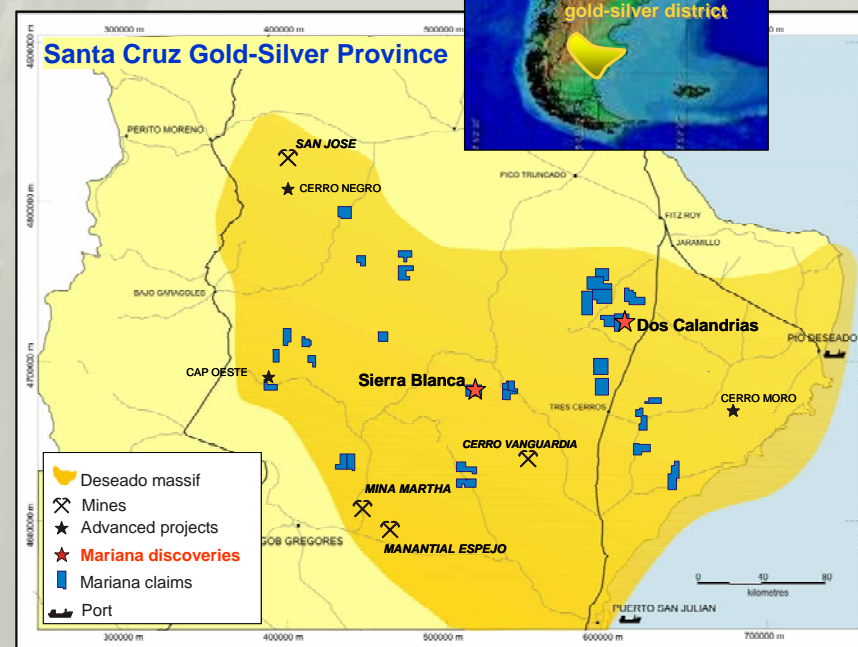 gold-silver district
Santa Cruz Gold-Silver Province
400000 m
500000 m
4800000 m
PERITO MORENO
SAN JOSE
CERRO NEGRO
PICO TRUNCADO
FITZ ROY
JARAMILLO
BAJO CARACOLES
Dos Calandrias
PTO DESEADO
4700000 m
CAP OESTE
Sierra Blanca
TRES CERROS
CERRO MORO
CERRO VANGUARDIA
MINA MARTHA
GOB GREGORES
MANANTIAL ESPEJO
Deseado massif
Mines
Advanced projects
Mariana discoveries
Mariana claims
Port
0 40 80
kilometres
PUERTO SAN JULIAN
300000 m
400000 m
500000 m
600000 m
700000 m